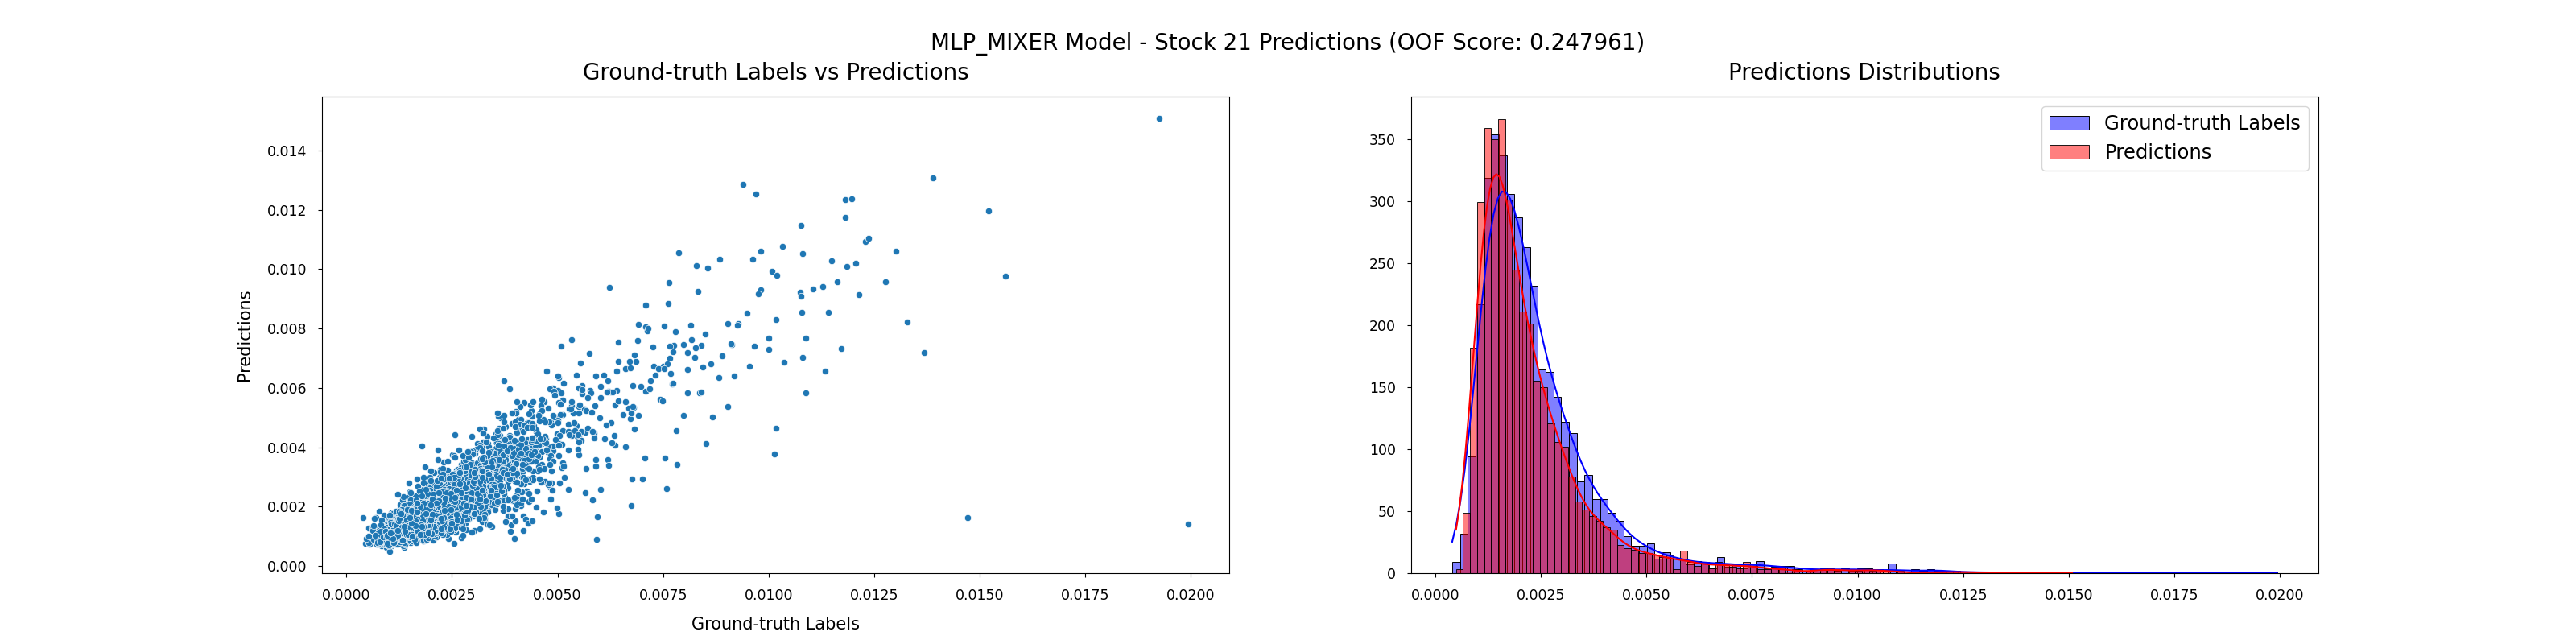 MLP_MIXER Model - Stock 21 Predictions (OOF Score: 0.247961)
Ground-truth Labels vs Predictions
0.014
0.012
0.010
0.008
0.006
0.004
0.002
0.000
Predictions
0.0000 0.0025 0.0050 0.0075 0.0100 0.0125 0.0150 0.0175 0.0200
Ground-truth Labels
Predictions Distributions
Ground-truth Labels
Predictions
350
300
250
200
150
100
50
0
0.0000 0.0025 0.0050 0.0075 0.0100 0.0125 0.0150 0.0175 0.0200